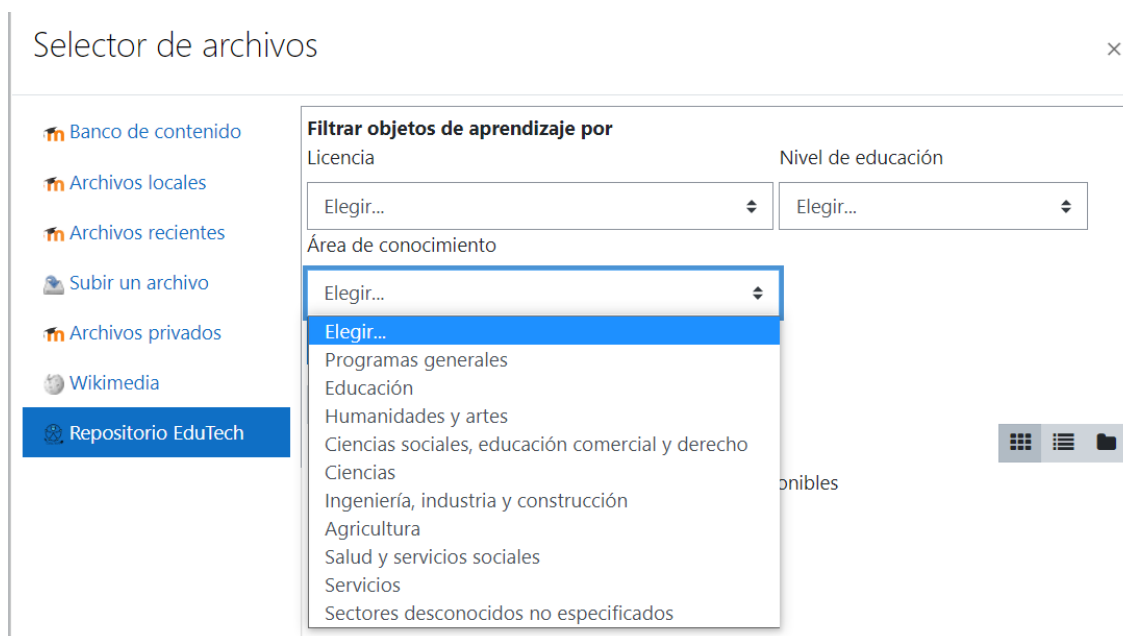 Selector de archivos
×
Banco de contenido
Archivos locales
Archivos recientes
Subir un archivo
Archivos privados
Wikimedia
Repositorio EduTech
Filtrar objetos de aprendizaje por
Licencia
Nivel de educación
Elegir...
Elegir...
Área de conocimiento
Elegir...
Elegir...
Programas generales
Educación
Humanidades y artes
Ciencias sociales, educación comercial y derecho
Ciencias
Ingeniería, industria y construcción
Agricultura
Salud y servicios sociales
Servicios
Sectores desconocidos no especificados
onibles